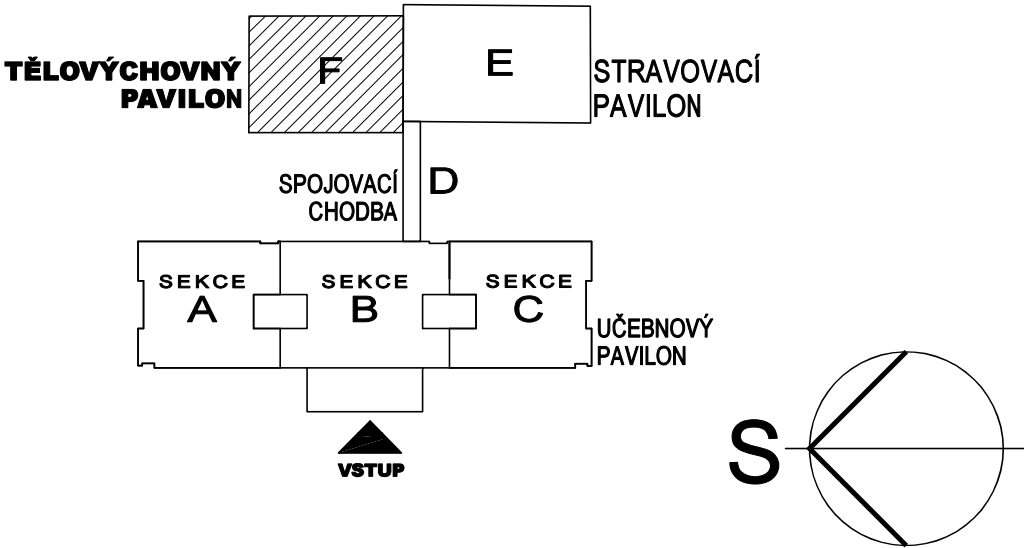 TĚLOVÝCHOVNÝ
PAVILON
F
E
STRAVOVACÍ
PAVILON
SPOJOVACÍ
CHODBA
D
SEKCE
A
SEKCE
B
SEKCE
C
UČEBNOVÝ
PAVILON
VSTUP
S